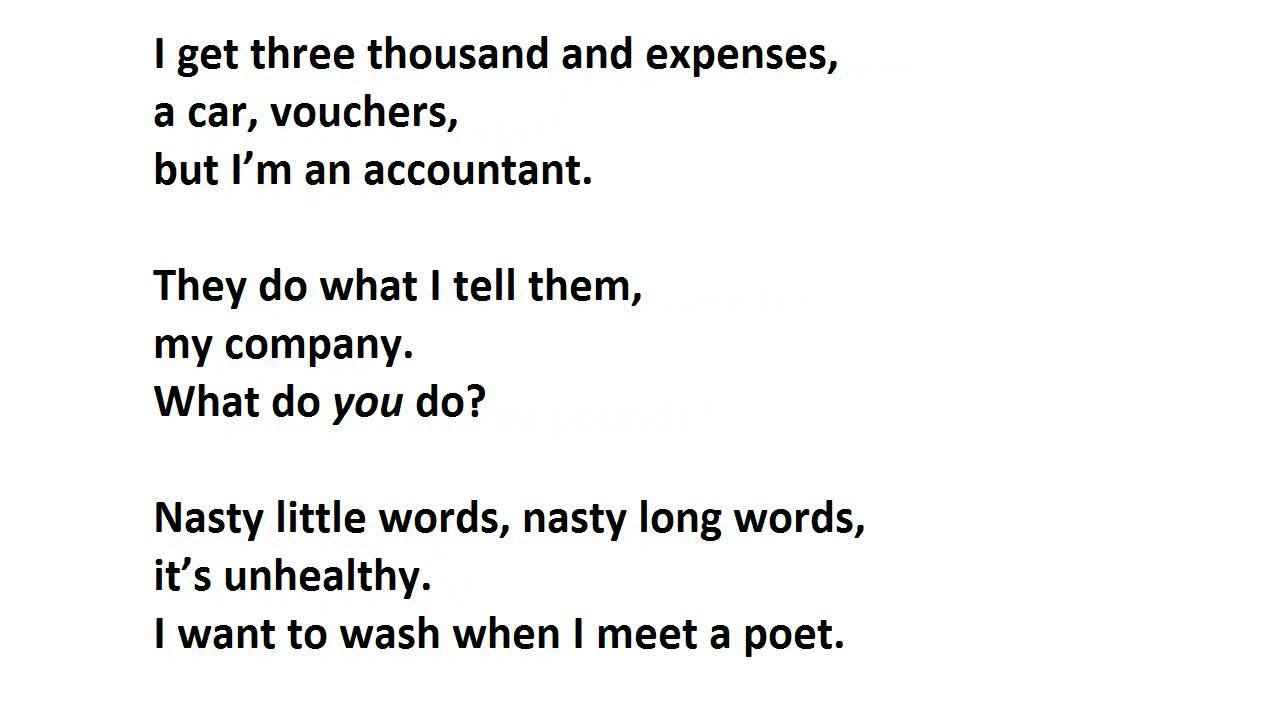 I get three thousand and expenses,
a car, vouchers,
but I’m an accountant.
They do what I tell them,
my company.
What do you do?
Nasty little words, nasty long words,
it’s unhealthy.
I want to wash when I meet a poet.